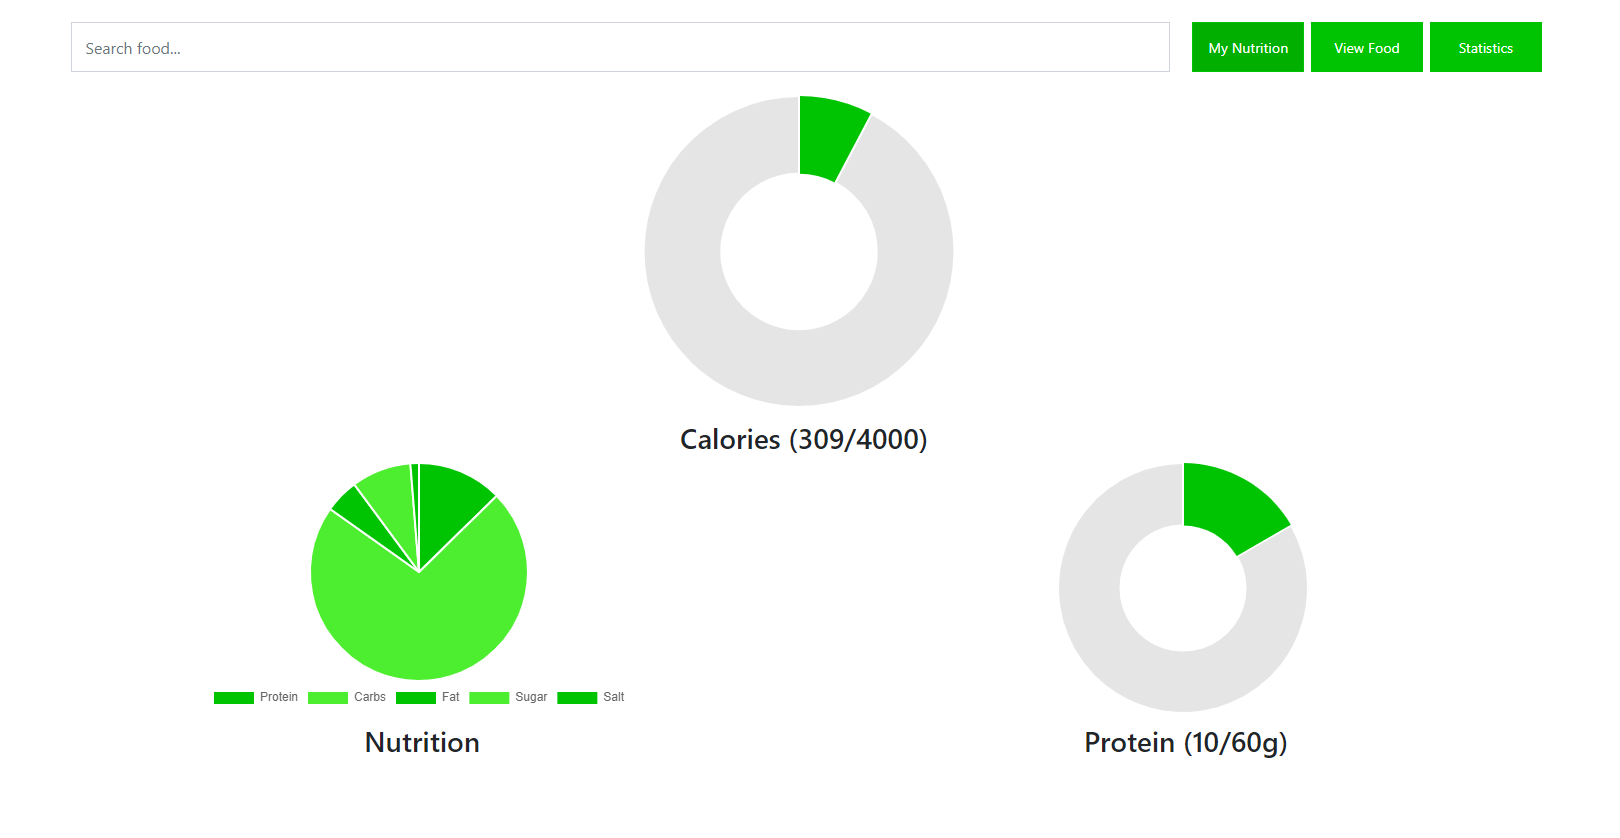 Search food...
My Nutrition
View Food
Statistics
Calories (309/4000)
Protein Carbs Fat Sugar Salt
Nutrition
Protein (10/60g)